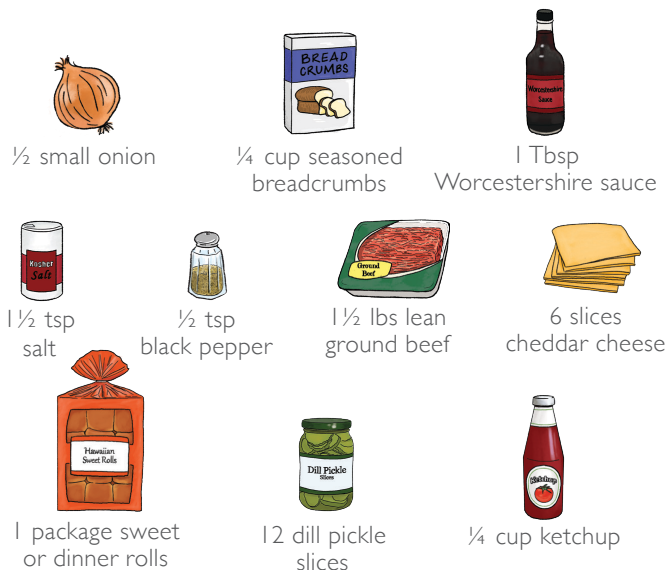 BREAD
CRUMBS
Worcestershire
Sauce
½ small onion
¼ cup seasoned
breadcrumbs
1 Tbsp
Worcestershire sauce
Kosher
Salt
Ground
Beef
1½ tsp
salt
½ tsp
black pepper
1½ lbs lean
ground beef
6 slices
cheddar cheese
Hawaiian
Sweet Rolls
Dill Pickle
Slices
Ketchup
1 package sweet
or dinner rolls
12 dill pickle
slices
¼ cup ketchup